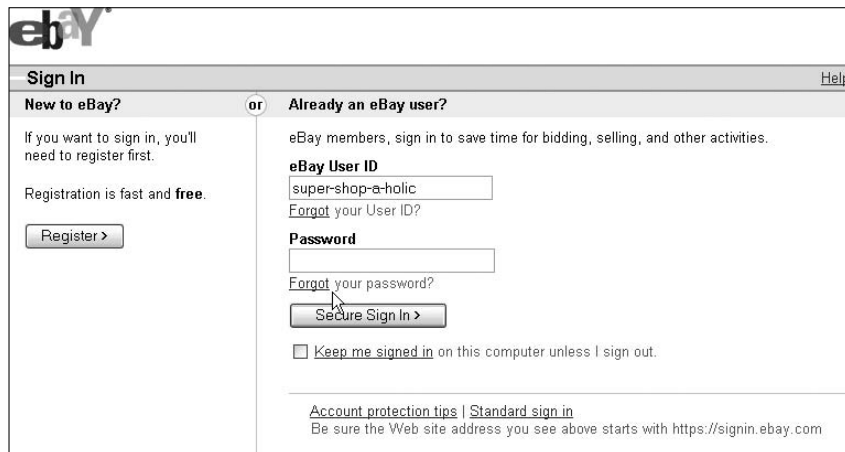 ebaY
Sign In
Help
New to eBay?
or
Already an eBay user?
If you want to sign in, you'll
need to register first.
Registration is fast and free.
Register >
eBay members, sign in to save time for bidding, selling, and other activities.
eBay User ID
super-shop-a-holic
Forgot your User ID?
Password
Forgot your password?
Secure Sign In >
Keep me signed in on this computer unless I sign out.
Account protection tips | Standard sign in
Be sure the Web site address you see above starts with https://signin.ebay.com